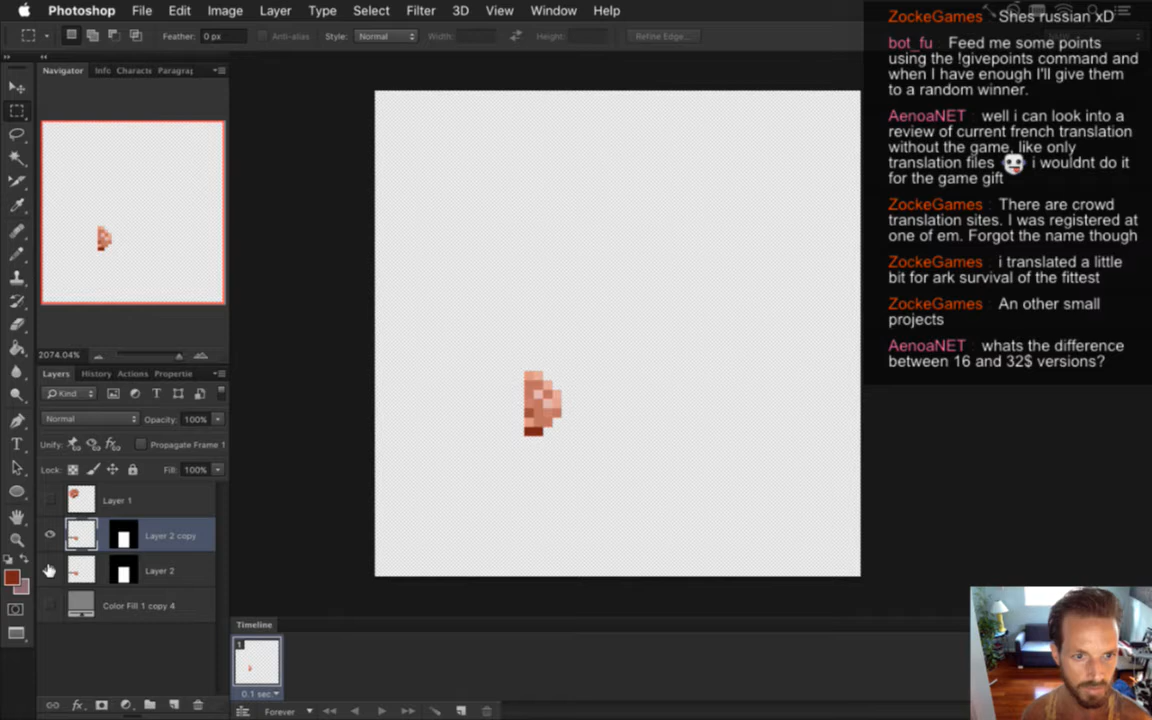 Photoshop File Edit Image Layer Type Select Filter 3D View Window Help
Feather: 0 px Anti-alias Style: Normal Width: Height: Refine Edge...
Navigator Info Characte Paragra
2074.04%
Layers History Actions Propertie
Kind
Normal Opacity: 100%
Unify: Propagate Frame 1
Lock: Fill: 100%
Layer 1
Layer 2 copy
Layer 2
Color Fill 1 copy 4
Timeline
1
0.1 sec.
Forever
ZockeGames : Shes russian xD
bot_fu : Feed me some points
using the !givepoints command and
when I have enough I'll give them
to a random winner.
AenoaNET : well i can look into a
review of current french translation
without the game, like only
translation files i wouldnt do it
for the game gift
ZockeGames : There are crowd
translation sites. I was registered at
one of em. Forgot the name though
ZockeGames : i translated a little
bit for ark survival of the fittest
ZockeGames : An other small
projects
AenoaNET : whats the difference
between 16 and 32$ versions?